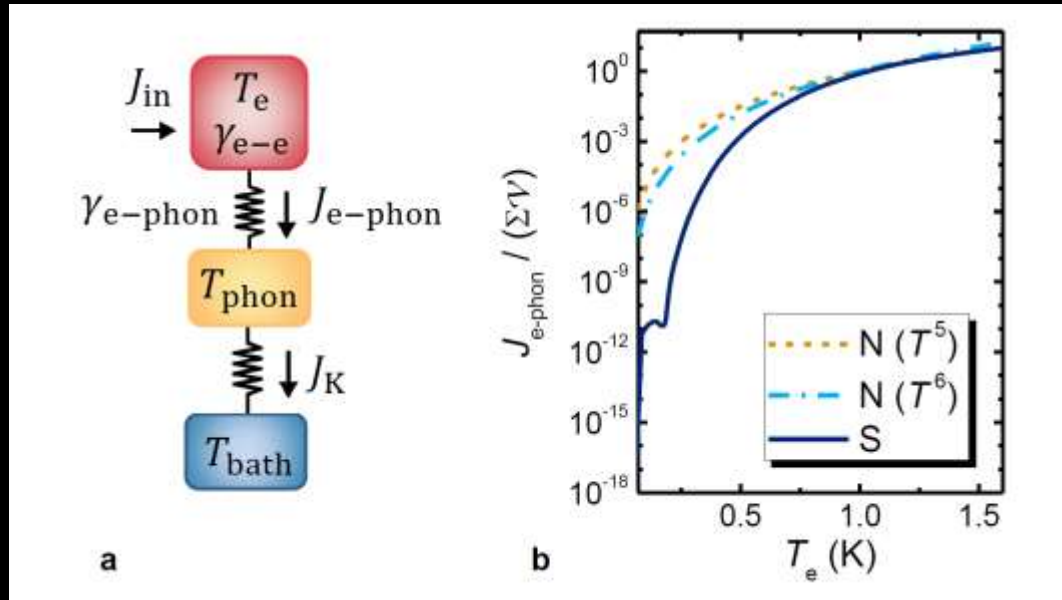 J_in
T_e
γ_e−e
γ_e−phon
J_e−phon
T_phon
J_K
T_bath
a
J_e-phon / (Σ𝒱)
10^0
10^-3
10^-6
10^-9
10^-12
10^-15
10^-18
N (T^5)
N (T^6)
S
0.5 1.0 1.5
T_e (K)
b